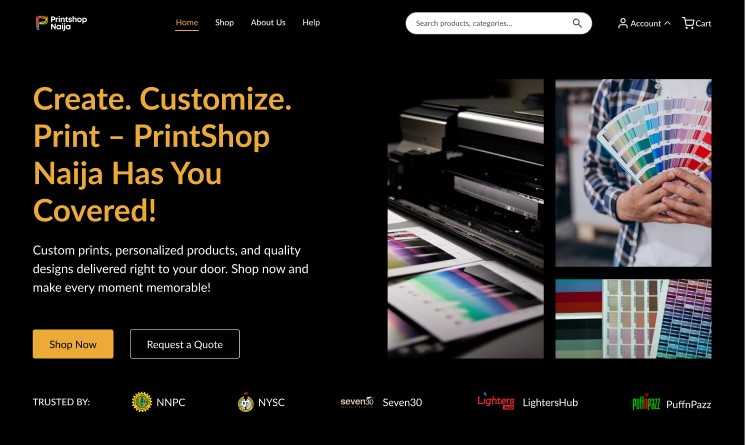 Printshop
Naija
Home
Shop
About Us
Help
Search products, categories...
Account
Cart
Create. Customize.
Print – PrintShop
Naija Has You
Covered!
Custom prints, personalized products, and quality
designs delivered right to your door. Shop now and
make every moment memorable!
Shop Now
Request a Quote
TRUSTED BY:
NNPC
NYSC
seven30
Seven30
Lighters
Hub
LightersHub
PuffnPazz
PuffnPazz